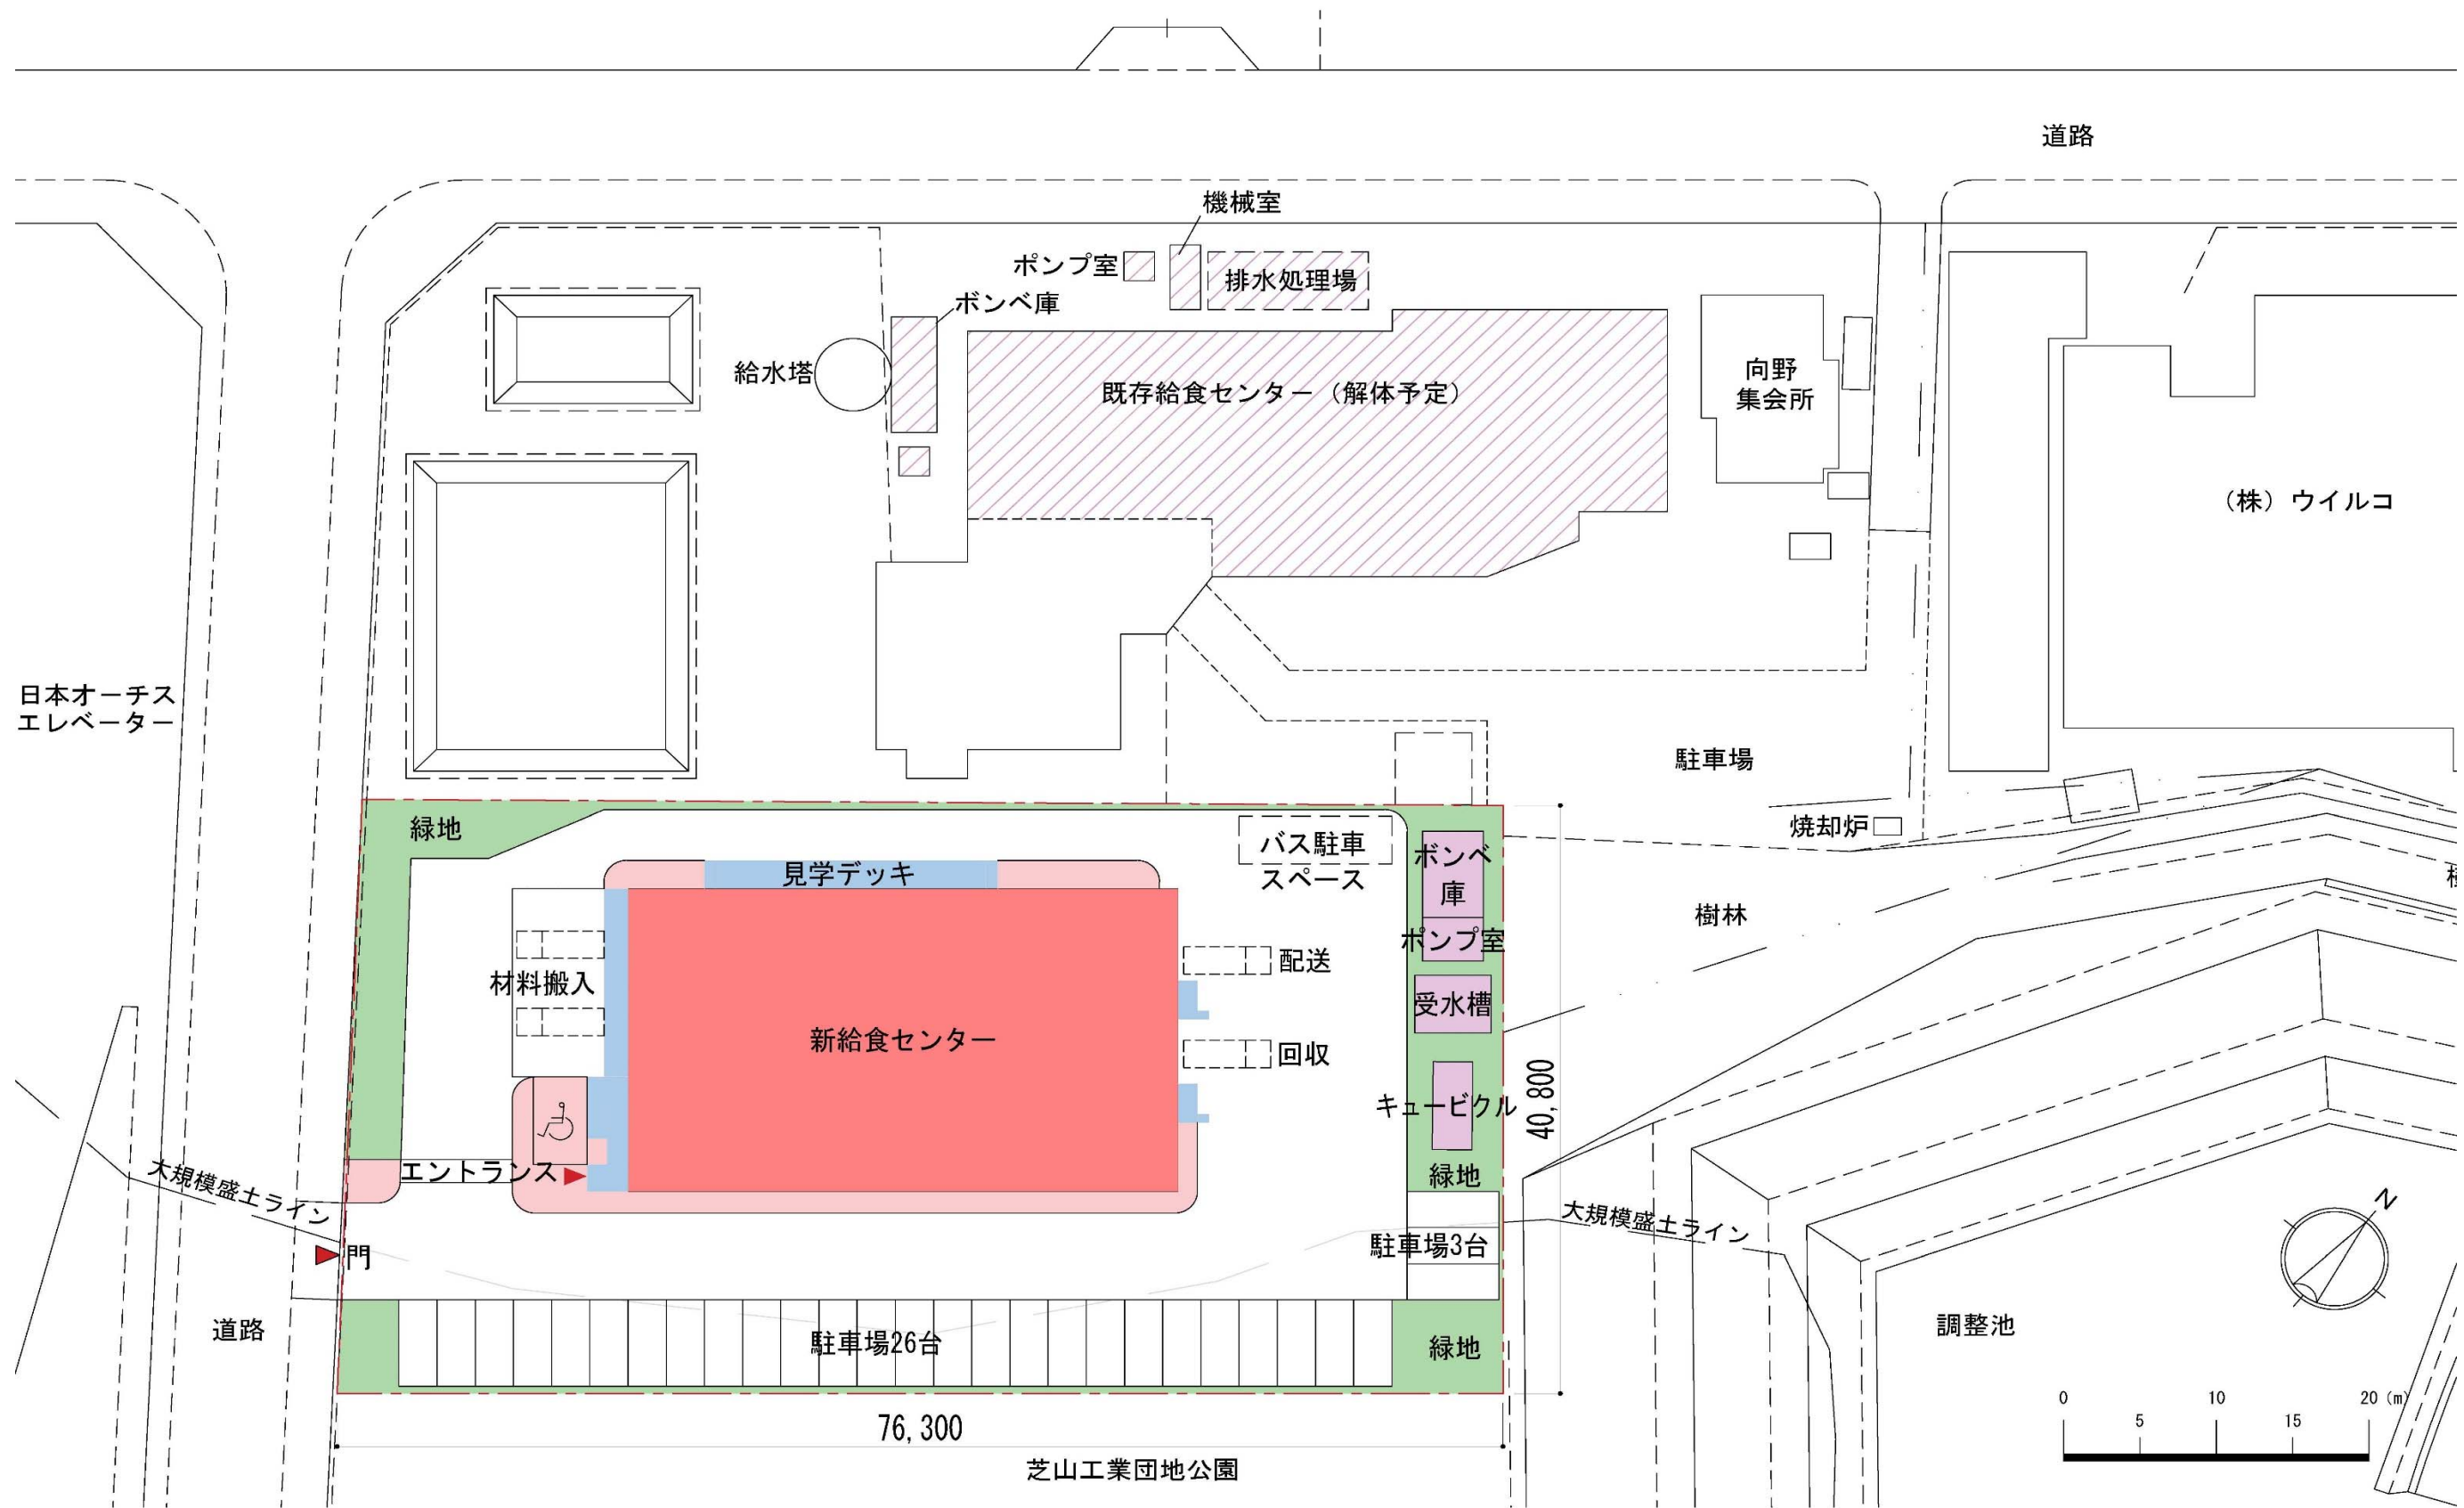 道路
機械室
ポンプ室
排水処理場
ボンベ庫
給水塔
既存給食センター（解体予定）
向野
集会所
（株）ウイルコ
日本オーチス
エレベーター
駐車場
焼却炉
緑地
バス駐車
スペース
ボンベ
庫
見学デッキ
樹林
ポンプ室
配送
材料搬入
受水槽
新給食センター
回収
キュービクル
40,800
エントランス
緑地
大規模盛土ライン
大規模盛土ライン
N
門
駐車場3台
道路
駐車場26台
緑地
調整池
0
10
20 (m)
5
15
76,300
芝山工業団地公園